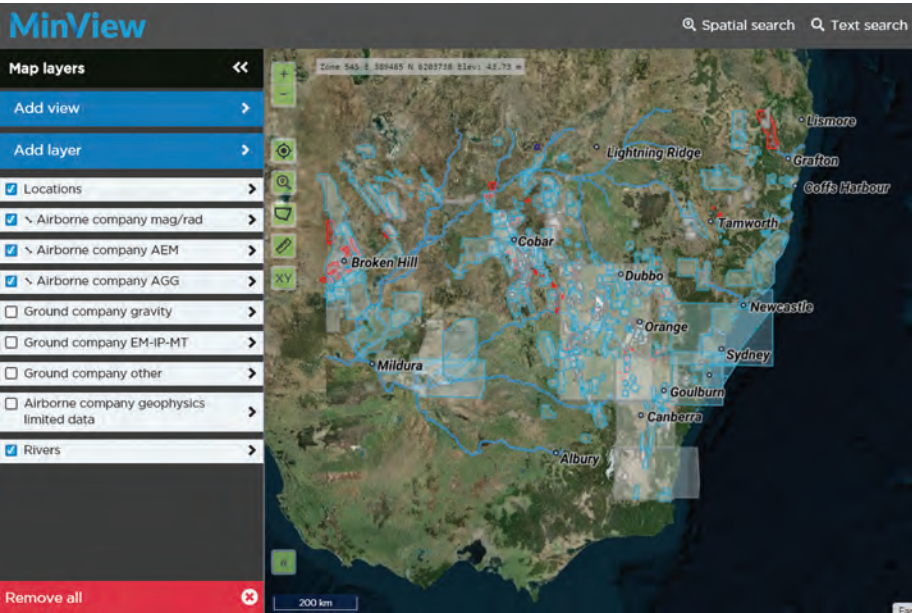 MinView
Spatial search
Text search
Map layers
Add view
Add layer
Locations
Airborne company mag/rad
Airborne company AEM
Airborne company AGG
Ground company gravity
Ground company EM-IP-MT
Ground company other
Airborne company geophysics
limited data
Rivers
Remove all
XY
Lismore
Lightning Ridge
Grafton
Coffs Harbour
Tamworth
Cobar
Broken Hill
Dubbo
Newcastle
Orange
Sydney
Mildura
Goulburn
Canberra
Albury
200 km